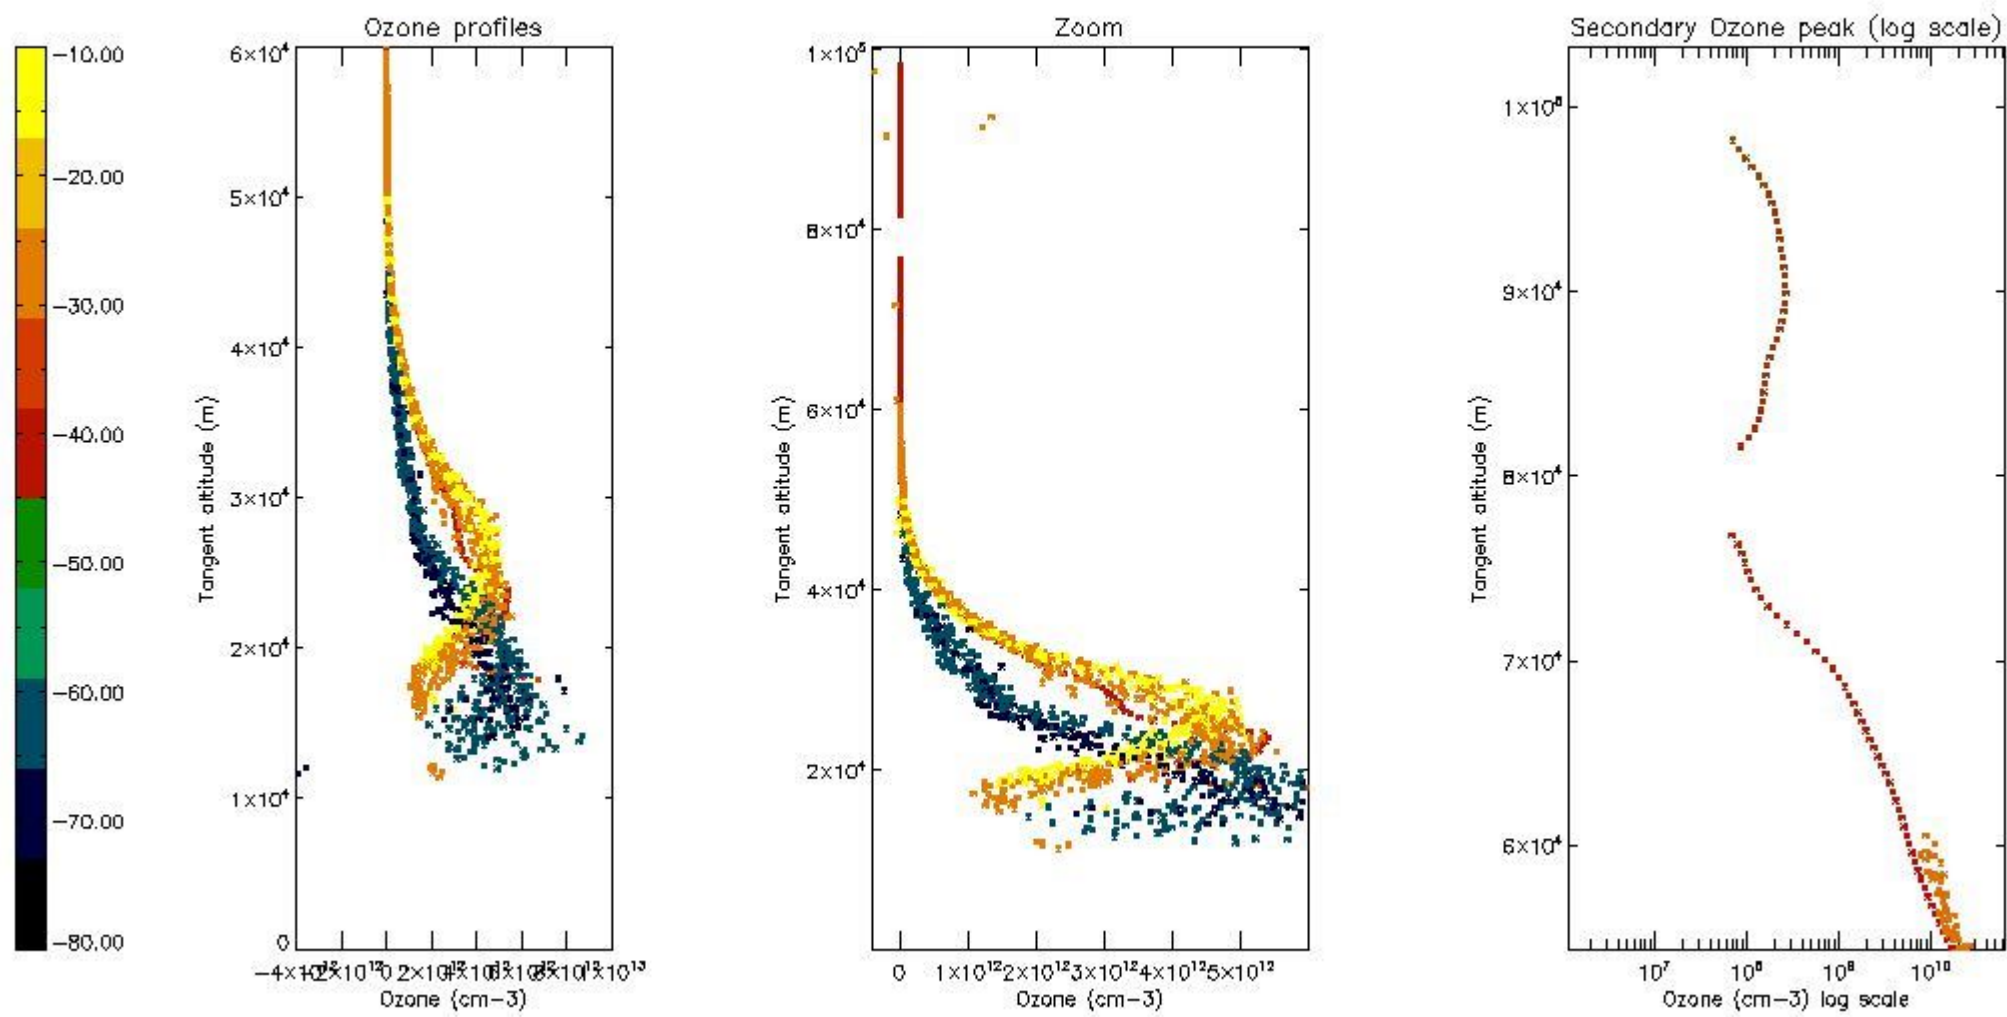 Ozone profiles
Zoom
Secondary Ozone peak (log scale)
-10.00
-20.00
-30.00
-40.00
-50.00
-60.00
-70.00
-80.00
6×10⁴
5×10⁴
4×10⁴
3×10⁴
2×10⁴
1×10⁴
0
Tangent altitude (m)
1×10¹³
Ozone (cm-3)
1×10⁵
8×10⁴
6×10⁴
4×10⁴
2×10⁴
Tangent altitude (m)
0 1×10¹² 2×10¹² 3×10¹² 4×10¹² 5×10¹²
Ozone (cm-3)
9×10⁴
8×10⁴
7×10⁴
6×10⁴
Tangent altitude (m)
10⁷ 10⁸ 10⁹ 10¹⁰
Ozone (cm-3) log scale